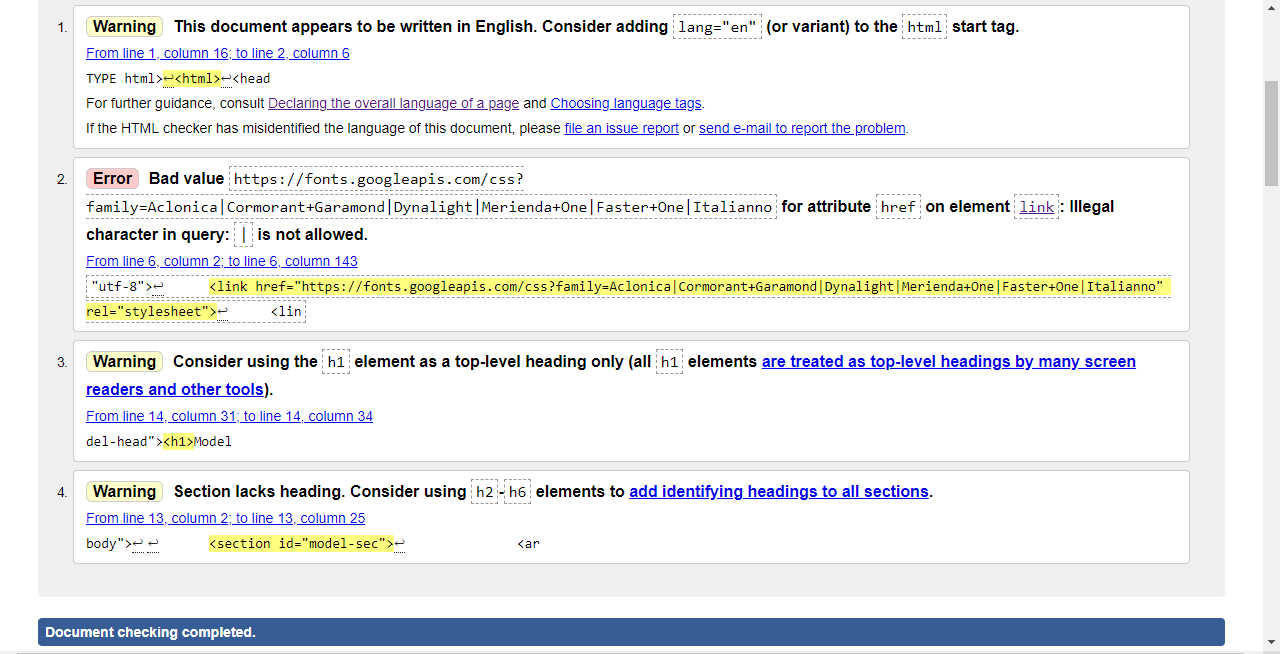 1. Warning This document appears to be written in English. Consider adding lang="en" (or variant) to the html start tag.
From line 1, column 16; to line 2, column 6
TYPE html>↩<html>↩<head
For further guidance, consult Declaring the overall language of a page and Choosing language tags.
If the HTML checker has misidentified the language of this document, please file an issue report or send e-mail to report the problem.
2. Error Bad value https://fonts.googleapis.com/css?
family=Aclonica|Cormorant+Garamond|Dynalight|Merienda+One|Faster+One|Italianno for attribute href on element link: Illegal
character in query: | is not allowed.
From line 6, column 2; to line 6, column 143
"utf-8">↩ <link href="https://fonts.googleapis.com/css?family=Aclonica|Cormorant+Garamond|Dynalight|Merienda+One|Faster+One|Italianno"
rel="stylesheet">↩ <lin
3. Warning Consider using the h1 element as a top-level heading only (all h1 elements are treated as top-level headings by many screen
readers and other tools).
From line 14, column 31; to line 14, column 34
del-head"><h1>Model
4. Warning Section lacks heading. Consider using h2-h6 elements to add identifying headings to all sections.
From line 13, column 2; to line 13, column 25
body">↩ ↩ <section id="model-sec">↩ <ar
Document checking completed.